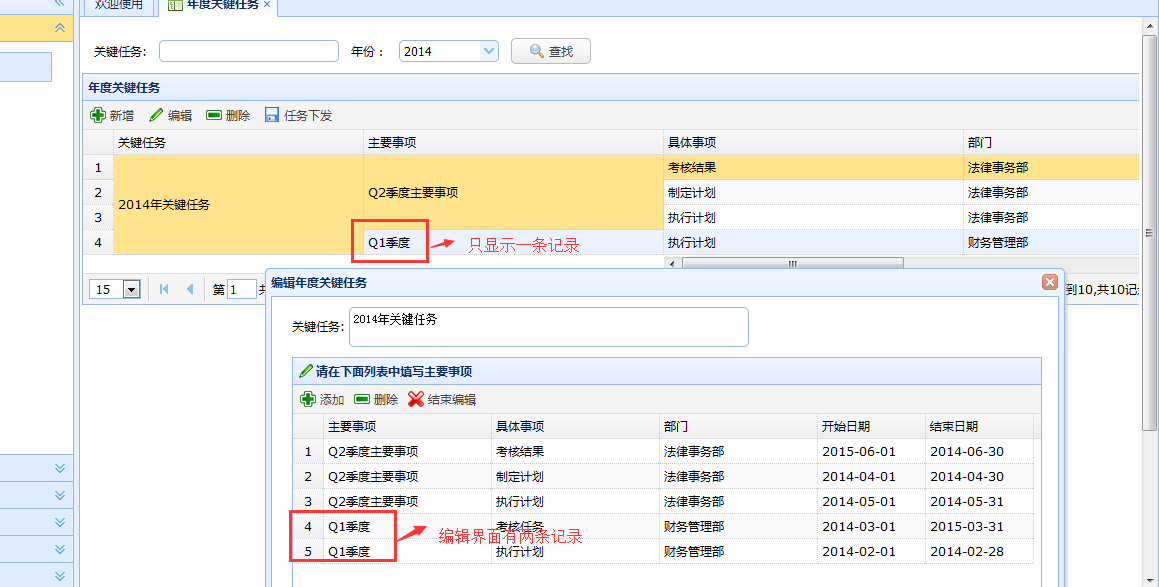 欢迎使用 年度关键任务 ×
关键任务: 年份： 2014 查找
年度关键任务
新增 编辑 删除 任务下发
关键任务 主要事项 具体事项 部门
1 2014年关键任务 Q2季度主要事项 考核结果 法律事务部
2 制定计划 法律事务部
3 执行计划 法律事务部
4 Q1季度 执行计划 财务管理部
只显示一条记录
15 第 1 到10,共10记
编辑年度关键任务
关键任务: 2014年关键任务
请在下面列表中填写主要事项
添加 删除 结束编辑
主要事项 具体事项 部门 开始日期 结束日期
1 Q2季度主要事项 考核结果 法律事务部 2015-06-01 2014-06-30
2 Q2季度主要事项 制定计划 法律事务部 2014-04-01 2014-04-30
3 Q2季度主要事项 执行计划 法律事务部 2014-05-01 2014-05-31
4 Q1季度 考核任务 财务管理部 2014-03-01 2015-03-31
5 Q1季度 执行计划 财务管理部 2014-02-01 2014-02-28
编辑界面有两条记录